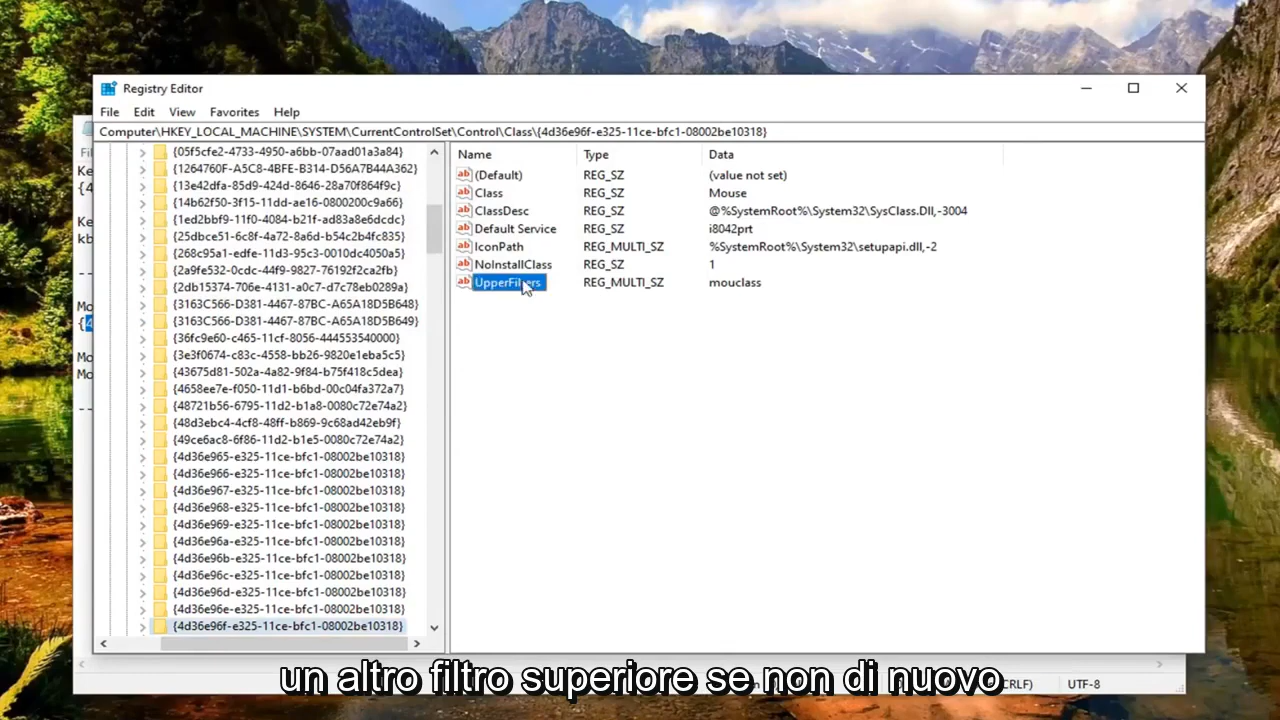 Registry Editor
File Edit View Favorites Help
Computer\HKEY_LOCAL_MACHINE\SYSTEM\CurrentControlSet\Control\Class\{4d36e96f-e325-11ce-bfc1-08002be10318}
{05f5cfe2-4733-4950-a6bb-07aad01a3a84}
{1264760F-A5C8-4BFE-B314-D56A7B44A362}
{13e42dfa-85d9-424d-8646-28a70f864f9c}
{14b62f50-3f15-11dd-ae16-0800200c9a66}
{1ed2bbf9-11f0-4084-b21f-ad83a8e6dcdc}
{25dbce51-6c8f-4a72-8a6d-b54c2b4fc835}
{268c95a1-edfe-11d3-95c3-0010dc4050a5}
{2a9fe532-0cdc-44f9-9827-76192f2ca2fb}
{2db15374-706e-4131-a0c7-d7c78eb0289a}
{3163C566-D381-4467-87BC-A65A18D5B648}
{3163C566-D381-4467-87BC-A65A18D5B649}
{36fc9e60-c465-11cf-8056-444553540000}
{3e3f0674-c83c-4558-bb26-9820e1eba5c5}
{43675d81-502a-4a82-9f84-b75f418c5dea}
{4658ee7e-f050-11d1-b6bd-00c04fa372a7}
{48721b56-6795-11d2-b1a8-0080c72e74a2}
{48d3ebc4-4cf8-48ff-b869-9c68ad42eb9f}
{49ce6ac8-6f86-11d2-b1e5-0080c72e74a2}
{4d36e965-e325-11ce-bfc1-08002be10318}
{4d36e966-e325-11ce-bfc1-08002be10318}
{4d36e967-e325-11ce-bfc1-08002be10318}
{4d36e968-e325-11ce-bfc1-08002be10318}
{4d36e969-e325-11ce-bfc1-08002be10318}
{4d36e96a-e325-11ce-bfc1-08002be10318}
{4d36e96b-e325-11ce-bfc1-08002be10318}
{4d36e96c-e325-11ce-bfc1-08002be10318}
{4d36e96d-e325-11ce-bfc1-08002be10318}
{4d36e96e-e325-11ce-bfc1-08002be10318}
{4d36e96f-e325-11ce-bfc1-08002be10318}
Name Type Data
(Default) REG_SZ (value not set)
Class REG_SZ Mouse
ClassDesc REG_SZ @%SystemRoot%\System32\SysClass.Dll,-3004
Default Service REG_SZ i8042prt
IconPath REG_MULTI_SZ %SystemRoot%\System32\setupapi.dll,-2
NoInstallClass REG_SZ 1
UpperFilters REG_MULTI_SZ mouclass
un altro filtro superiore se non di nuovo
CRLF) UTF-8